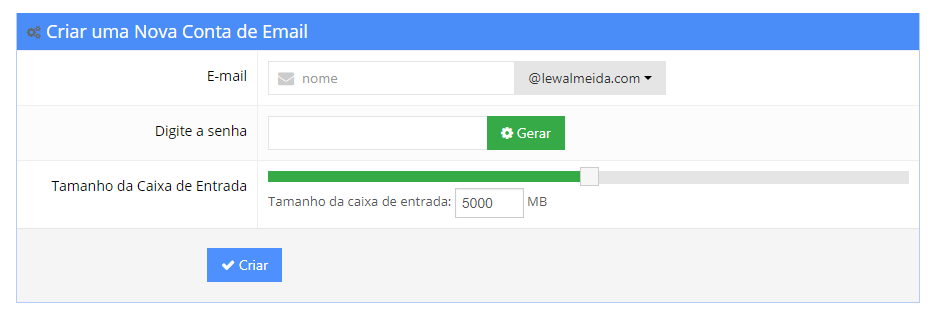 Criar uma Nova Conta de Email
E-mail nome @lewalmeida.com
Digite a senha Gerar
Tamanho da Caixa de Entrada
Tamanho da caixa de entrada: 5000 MB
Criar